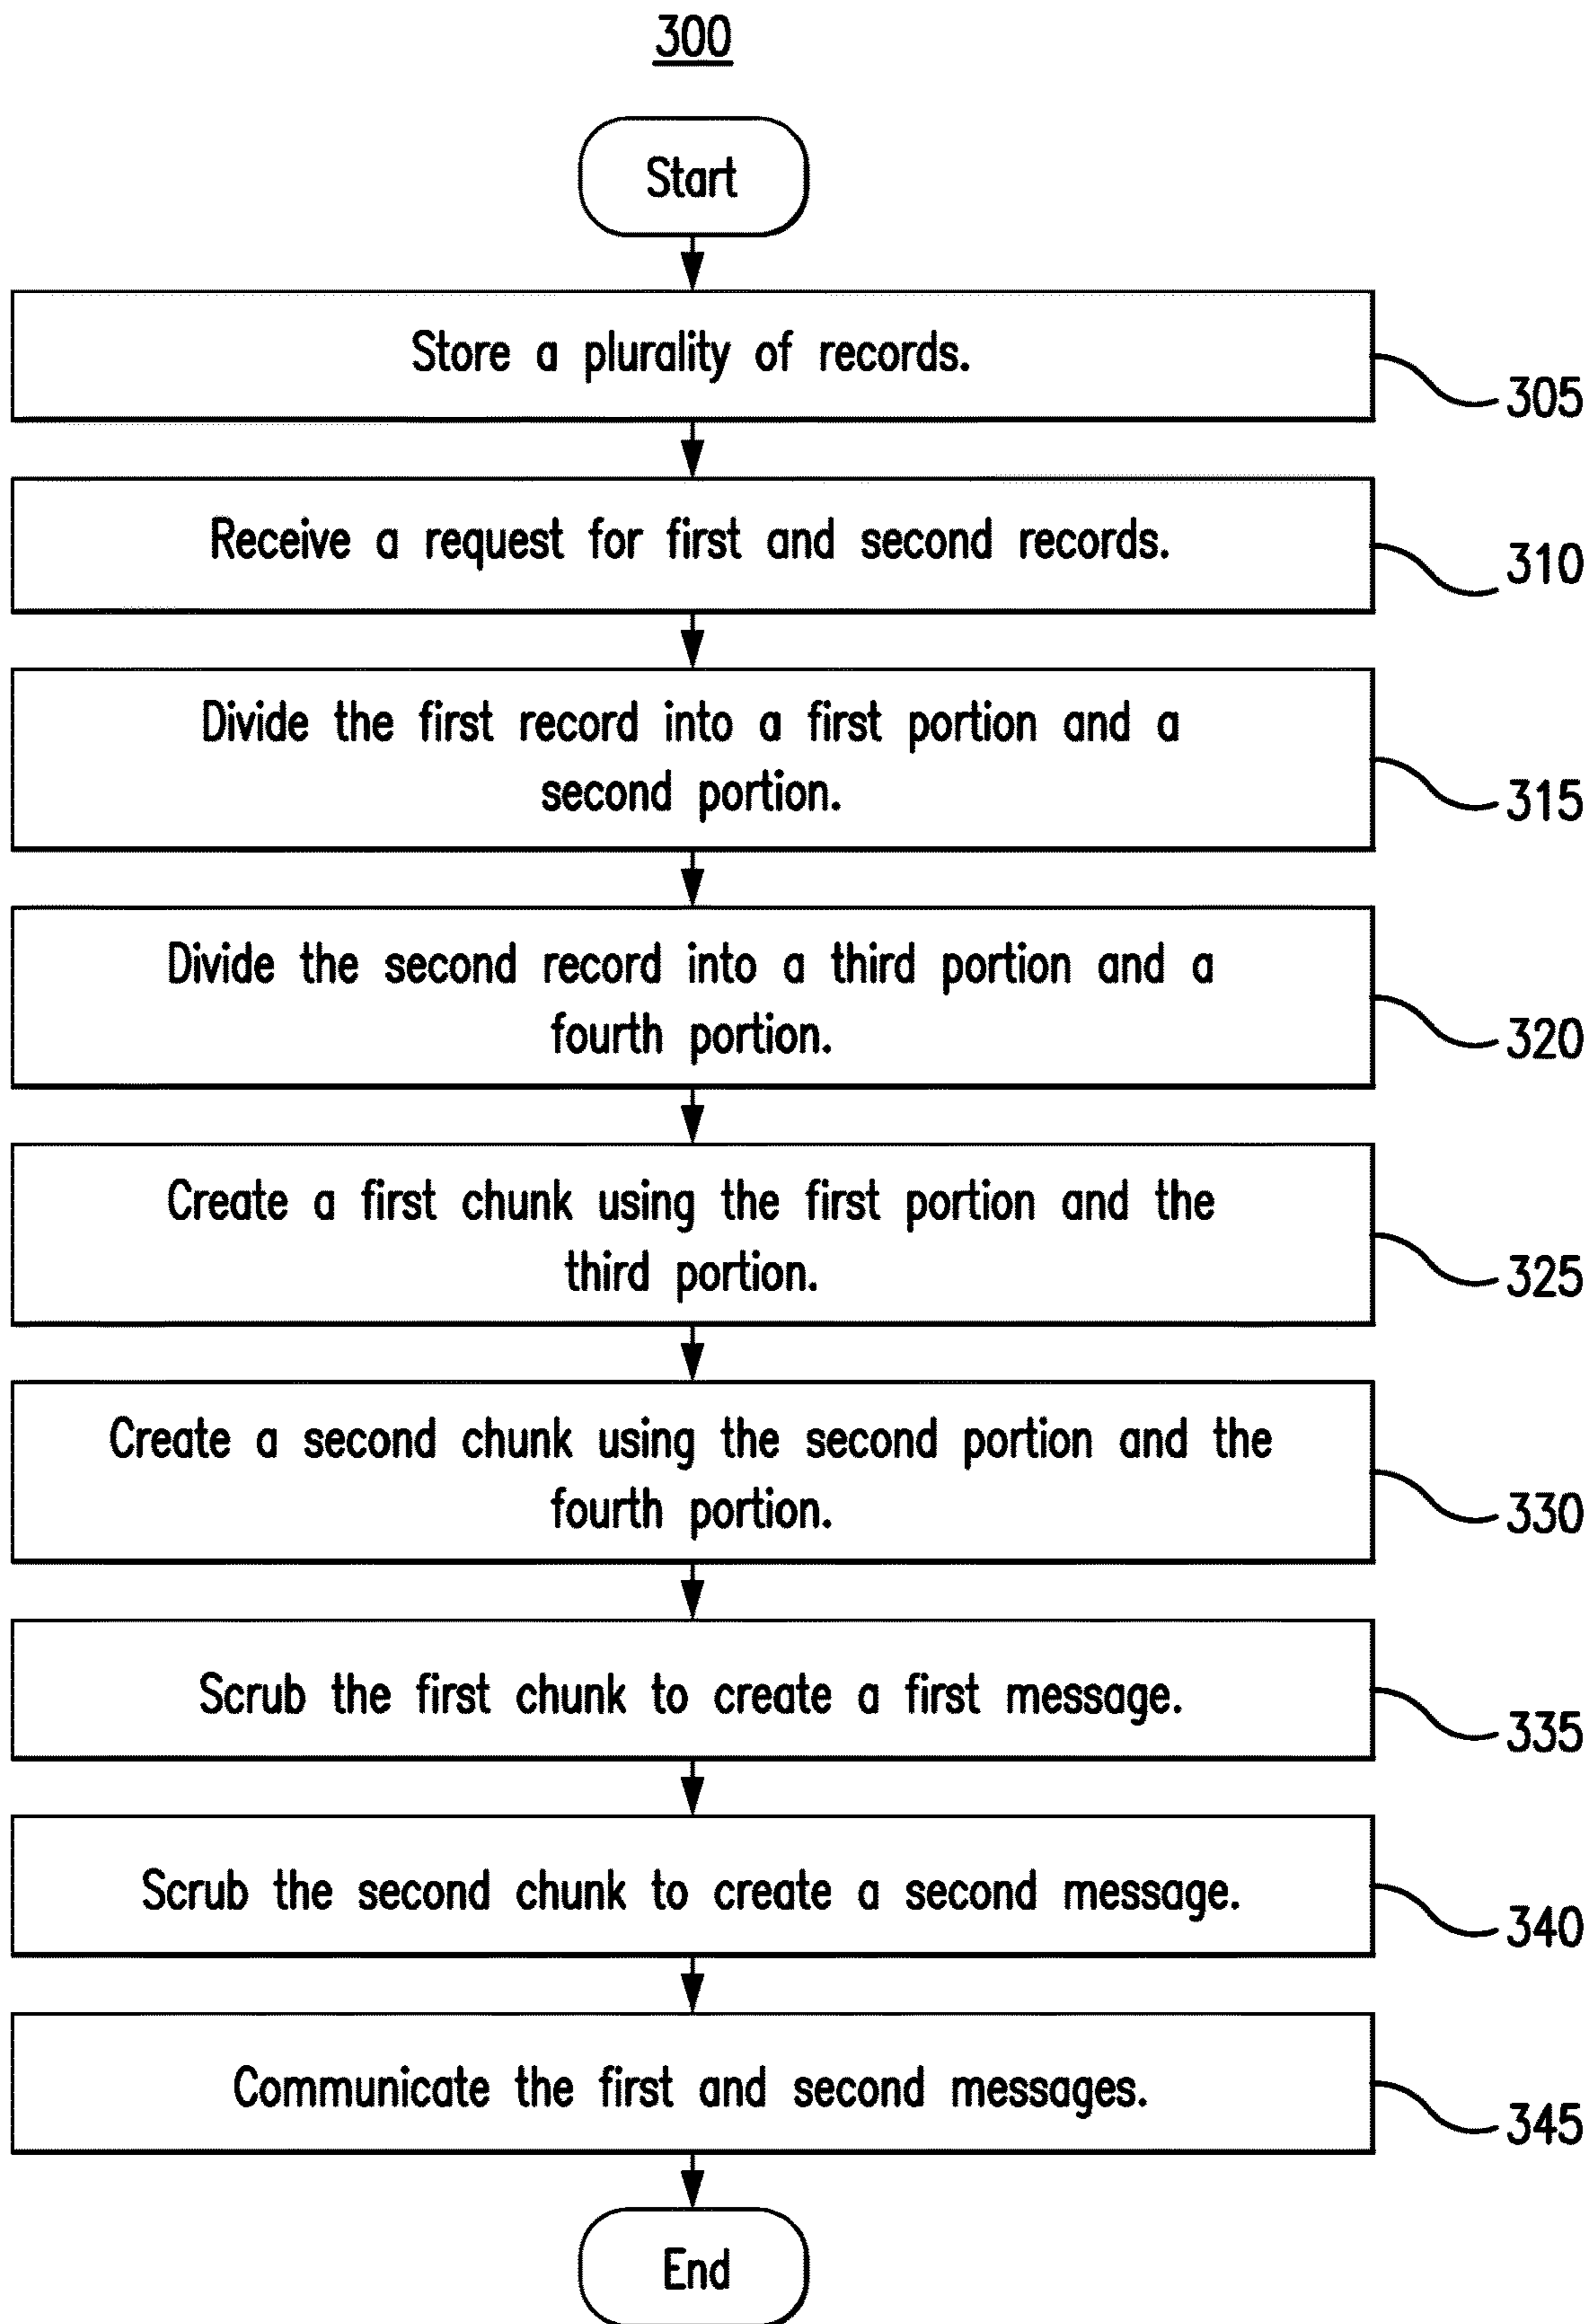 300
Start
Store a plurality of records.
305
Receive a request for first and second records.
310
Divide the first record into a first portion and a
second portion.
315
Divide the second record into a third portion and a
fourth portion.
320
Create a first chunk using the first portion and the
third portion.
325
Create a second chunk using the second portion and the
fourth portion.
330
Scrub the first chunk to create a first message.
335
Scrub the second chunk to create a second message.
340
Communicate the first and second messages.
345
End